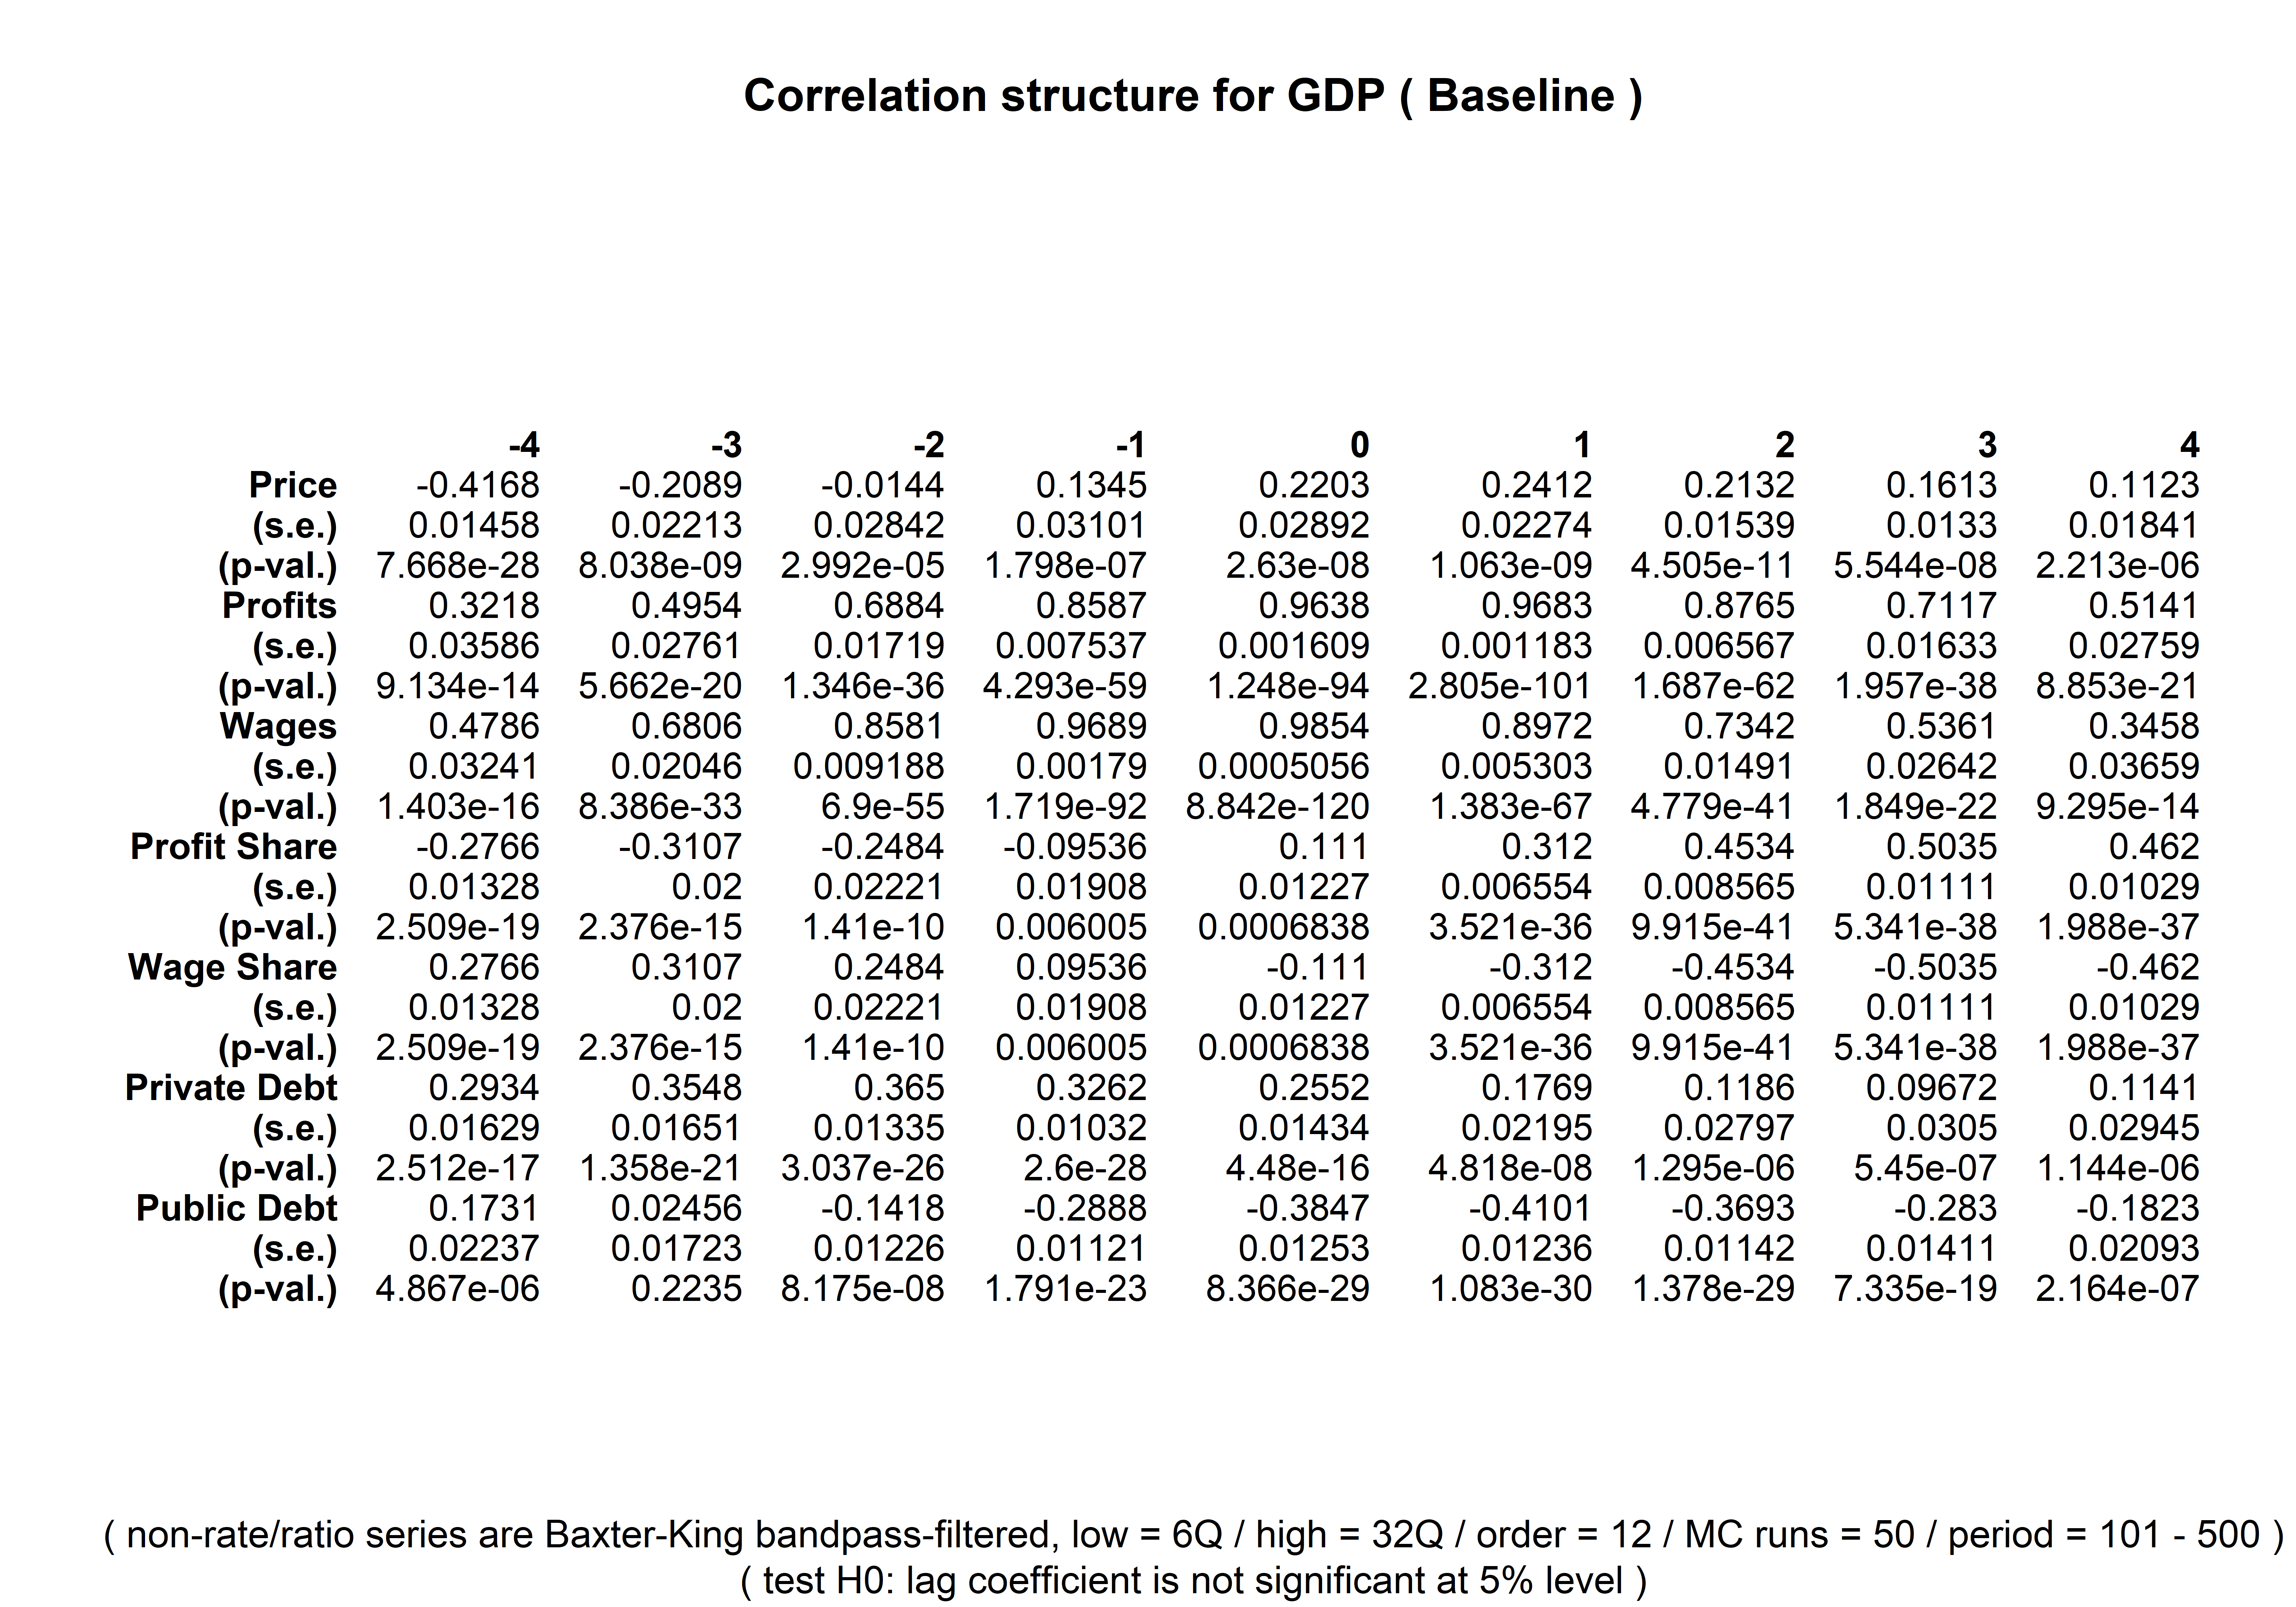 Correlation structure for GDP ( Baseline )
-4 -3 -2 -1 0 1 2 3 4
Price -0.4168 -0.2089 -0.0144 0.1345 0.2203 0.2412 0.2132 0.1613 0.1123
(s.e.) 0.01458 0.02213 0.02842 0.03101 0.02892 0.02274 0.01539 0.0133 0.01841
(p-val.) 7.668e-28 8.038e-09 2.992e-05 1.798e-07 2.63e-08 1.063e-09 4.505e-11 5.544e-08 2.213e-06
Profits 0.3218 0.4954 0.6884 0.8587 0.9638 0.9683 0.8765 0.7117 0.5141
(s.e.) 0.03586 0.02761 0.01719 0.007537 0.001609 0.001183 0.006567 0.01633 0.02759
(p-val.) 9.134e-14 5.662e-20 1.346e-36 4.293e-59 1.248e-94 2.805e-101 1.687e-62 1.957e-38 8.853e-21
Wages 0.4786 0.6806 0.8581 0.9689 0.9854 0.8972 0.7342 0.5361 0.3458
(s.e.) 0.03241 0.02046 0.009188 0.00179 0.0005056 0.005303 0.01491 0.02642 0.03659
(p-val.) 1.403e-16 8.386e-33 6.9e-55 1.719e-92 8.842e-120 1.383e-67 4.779e-41 1.849e-22 9.295e-14
Profit Share -0.2766 -0.3107 -0.2484 -0.09536 0.111 0.312 0.4534 0.5035 0.462
(s.e.) 0.01328 0.02 0.02221 0.01908 0.01227 0.006554 0.008565 0.01111 0.01029
(p-val.) 2.509e-19 2.376e-15 1.41e-10 0.006005 0.0006838 3.521e-36 9.915e-41 5.341e-38 1.988e-37
Wage Share 0.2766 0.3107 0.2484 0.09536 -0.111 -0.312 -0.4534 -0.5035 -0.462
(s.e.) 0.01328 0.02 0.02221 0.01908 0.01227 0.006554 0.008565 0.01111 0.01029
(p-val.) 2.509e-19 2.376e-15 1.41e-10 0.006005 0.0006838 3.521e-36 9.915e-41 5.341e-38 1.988e-37
Private Debt 0.2934 0.3548 0.365 0.3262 0.2552 0.1769 0.1186 0.09672 0.1141
(s.e.) 0.01629 0.01651 0.01335 0.01032 0.01434 0.02195 0.02797 0.0305 0.02945
(p-val.) 2.512e-17 1.358e-21 3.037e-26 2.6e-28 4.48e-16 4.818e-08 1.295e-06 5.45e-07 1.144e-06
Public Debt 0.1731 0.02456 -0.1418 -0.2888 -0.3847 -0.4101 -0.3693 -0.283 -0.1823
(s.e.) 0.02237 0.01723 0.01226 0.01121 0.01253 0.01236 0.01142 0.01411 0.02093
(p-val.) 4.867e-06 0.2235 8.175e-08 1.791e-23 8.366e-29 1.083e-30 1.378e-29 7.335e-19 2.164e-07
( non-rate/ratio series are Baxter-King bandpass-filtered, low = 6Q / high = 32Q / order = 12 / MC runs = 50 / period = 101 - 500 )
( test H0: lag coefficient is not significant at 5% level )